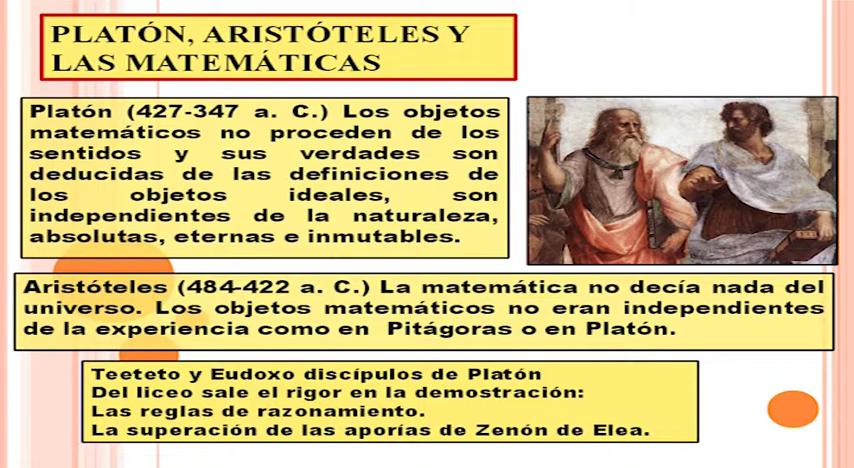 PLATÓN, ARISTÓTELES Y
LAS MATEMÁTICAS
Platón (427-347 a. C.) Los objetos
matemáticos no proceden de los
sentidos y sus verdades son
deducidas de las definiciones de
los objetos ideales, son
independientes de la naturaleza,
absolutas, eternas e inmutables.
Aristóteles (484-422 a. C.) La matemática no decía nada del
universo. Los objetos matemáticos no eran independientes
de la experiencia como en Pitágoras o en Platón.
Teeteto y Eudoxo discípulos de Platón
Del liceo sale el rigor en la demostración:
Las reglas de razonamiento.
La superación de las aporías de Zenón de Elea.